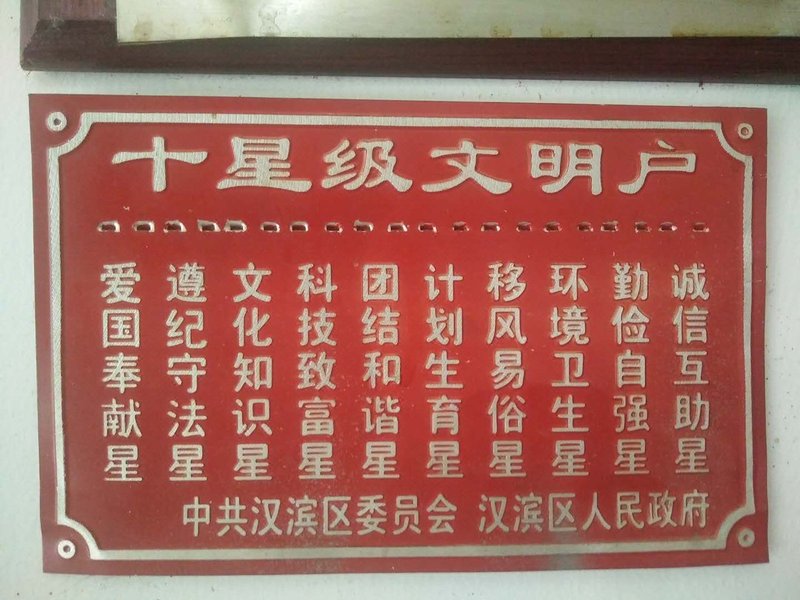 十星级文明户
爱国奉献星
遵纪守法星
文化知识星
科技致富星
团结和谐星
计划生育星
移风易俗星
环境卫生星
勤俭自强星
诚信互助星
中共汉滨区委员会 汉滨区人民政府